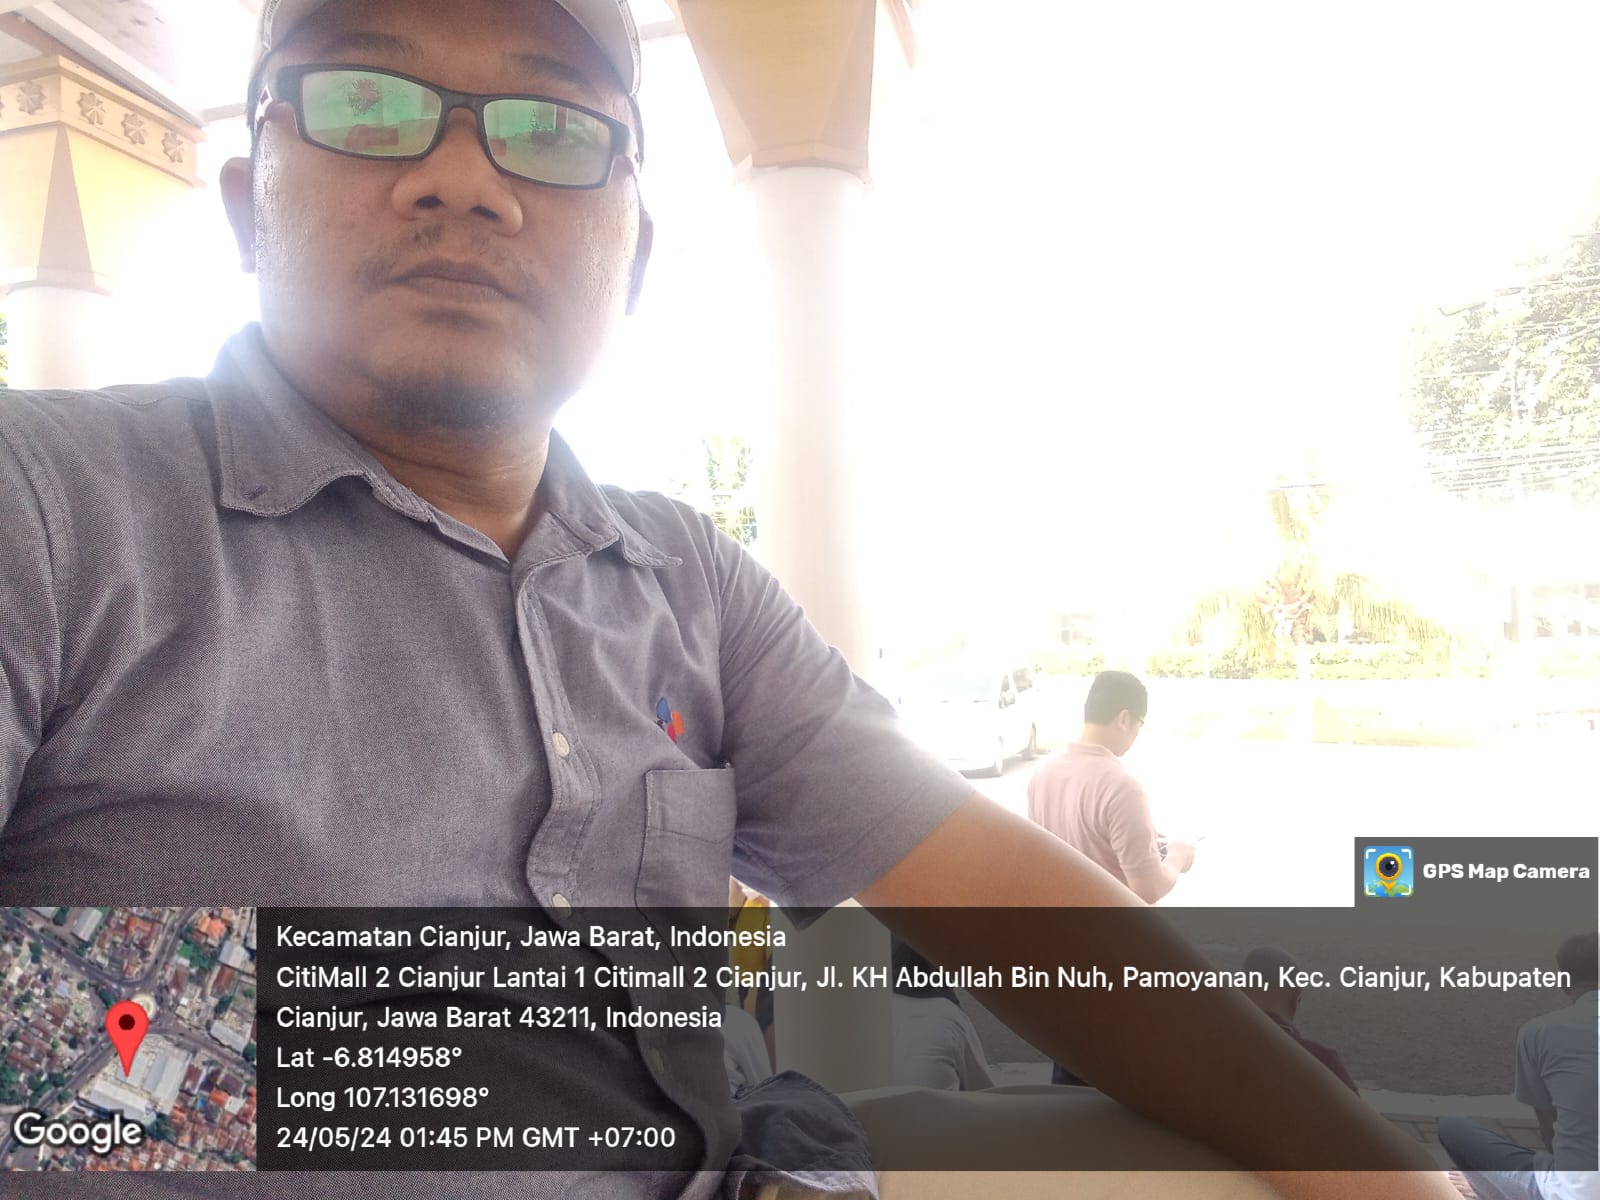 GPS Map Camera
Kecamatan Cianjur, Jawa Barat, Indonesia
CitiMall 2 Cianjur Lantai 1 Citimall 2 Cianjur, Jl. KH Abdullah Bin Nuh, Pamoyanan, Kec. Cianjur, Kabupaten
Cianjur, Jawa Barat 43211, Indonesia
Lat -6.814958°
Long 107.131698°
24/05/24 01:45 PM GMT +07:00
Google